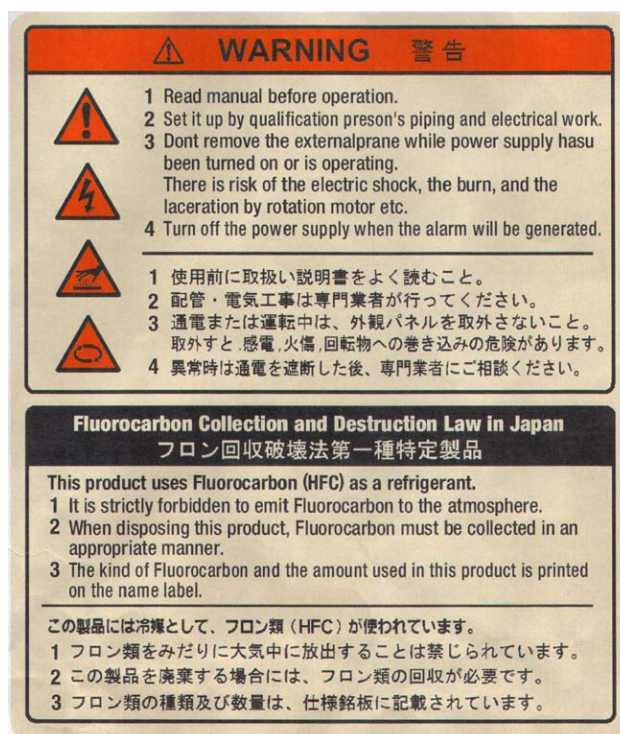 WARNING 警告
1 Read manual before operation.
2 Set it up by qualification preson's piping and electrical work.
3 Dont remove the externalprane while power supply hasu
been turned on or is operating.
There is risk of the electric shock, the burn, and the
laceration by rotation motor etc.
4 Turn off the power supply when the alarm will be generated.
1 使用前に取扱い説明書をよく読むこと。
2 配管・電気工事は専門業者が行ってください。
3 通電または運転中は、外観パネルを取外さないこと。
取外すと.感電,火傷,回転物への巻き込みの危険があります。
4 異常時は通電を遮断した後、専門業者にご相談ください。
Fluorocarbon Collection and Destruction Law in Japan
フロン回収破壊法第一種特定製品
This product uses Fluorocarbon (HFC) as a refrigerant.
1 It is strictly forbidden to emit Fluorocarbon to the atmosphere.
2 When disposing this product, Fluorocarbon must be collected in an
appropriate manner.
3 The kind of Fluorocarbon and the amount used in this product is printed
on the name label.
この製品には冷媒として、フロン類（HFC）が使われています。
1 フロン類をみだりに大気中に放出することは禁じられています。
2 この製品を廃棄する場合には、フロン類の回収が必要です。
3 フロン類の種類及び数量は、仕様銘板に記載されています。